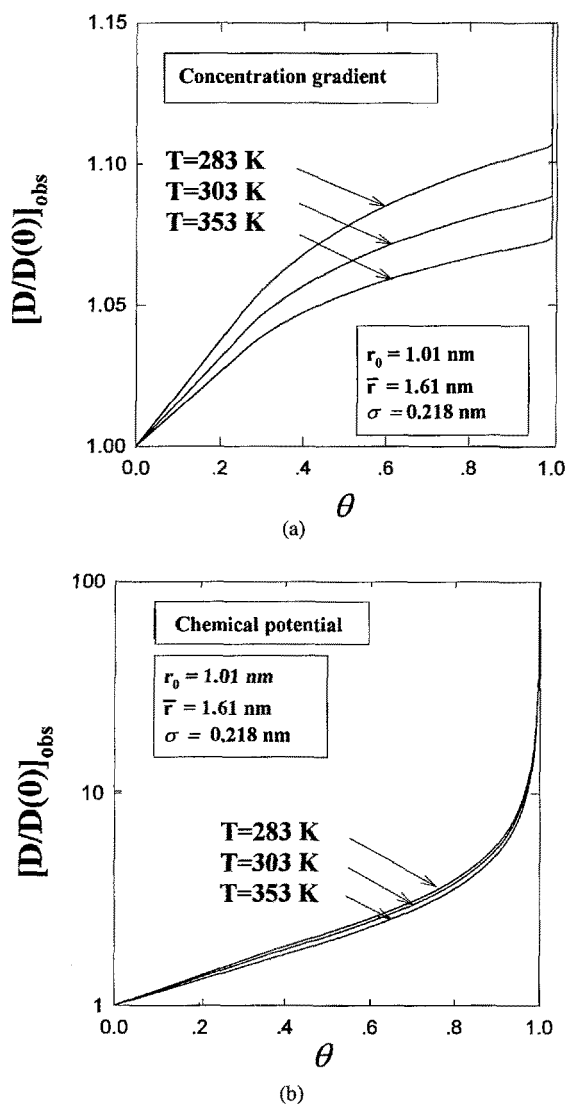 1.15
Concentration gradient
T=283 K
1.10
T=303 K
T=353 K
[D/D(0)]obs
1.05
r0 = 1.01 nm
r̄ = 1.61 nm
σ = 0.218 nm
1.00
0.0 .2 .4 .6 .8 1.0
θ
(a)
100
Chemical potential
r0 = 1.01 nm
r̄ = 1.61 nm
σ = 0.218 nm
[D/D(0)]obs
10
T=283 K
T=303 K
T=353 K
1
0.0 .2 .4 .6 .8 1.0
θ
(b)